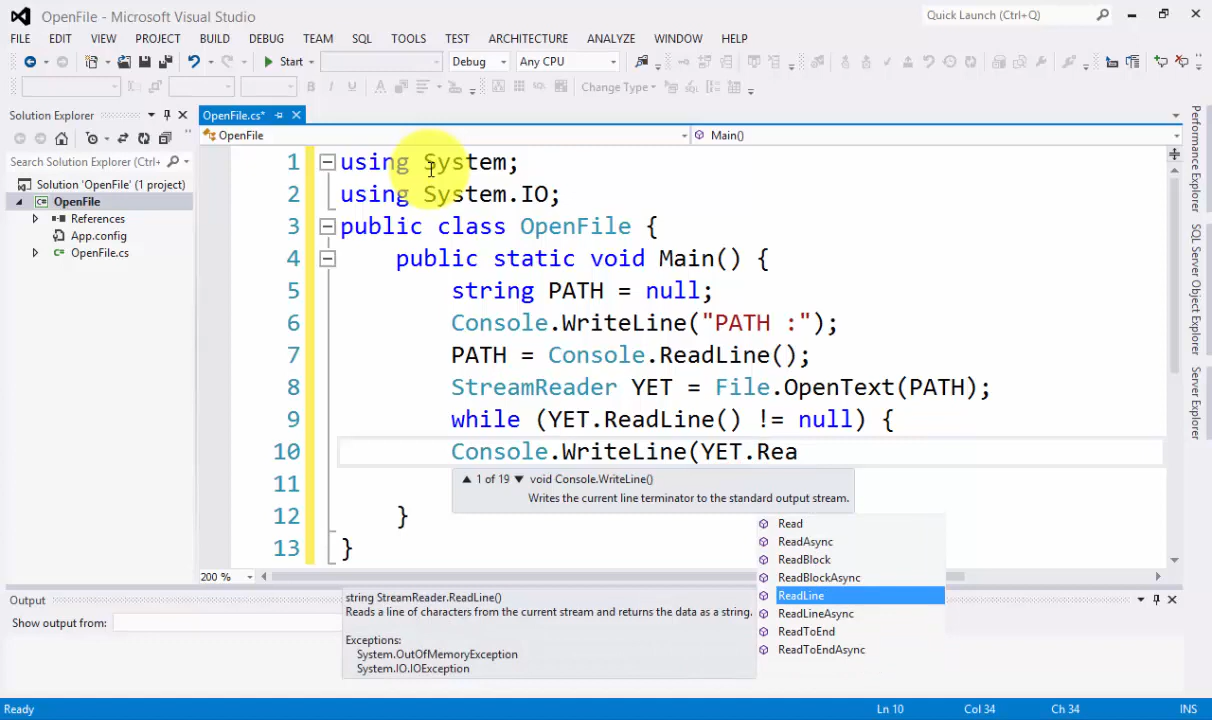 OpenFile - Microsoft Visual Studio
Quick Launch (Ctrl+Q)
FILE EDIT VIEW PROJECT BUILD DEBUG TEAM SQL TOOLS TEST ARCHITECTURE ANALYZE WINDOW HELP
Start Debug Any CPU
Change Type
Solution Explorer
OpenFile.cs*
OpenFile
Main()
Search Solution Explorer (Ctrl+
Solution 'OpenFile' (1 project)
OpenFile
References
App.config
OpenFile.cs
1 using System;
2 using System.IO;
3 public class OpenFile {
4 public static void Main() {
5 string PATH = null;
6 Console.WriteLine("PATH :");
7 PATH = Console.ReadLine();
8 StreamReader YET = File.OpenText(PATH);
9 while (YET.ReadLine() != null) {
10 Console.WriteLine(YET.Rea
11
12 }
13 }
1 of 19 void Console.WriteLine()
Writes the current line terminator to the standard output stream.
Read
ReadAsync
ReadBlock
ReadBlockAsync
ReadLine
ReadLineAsync
ReadToEnd
ReadToEndAsync
string StreamReader.ReadLine()
Reads a line of characters from the current stream and returns the data as a string.
Exceptions:
System.OutOfMemoryException
System.IO.IOException
200 %
Output
Show output from:
Performance Explorer
SQL Server Object Explorer
Server Explorer
Ready
Ln 10 Col 34 Ch 34 INS